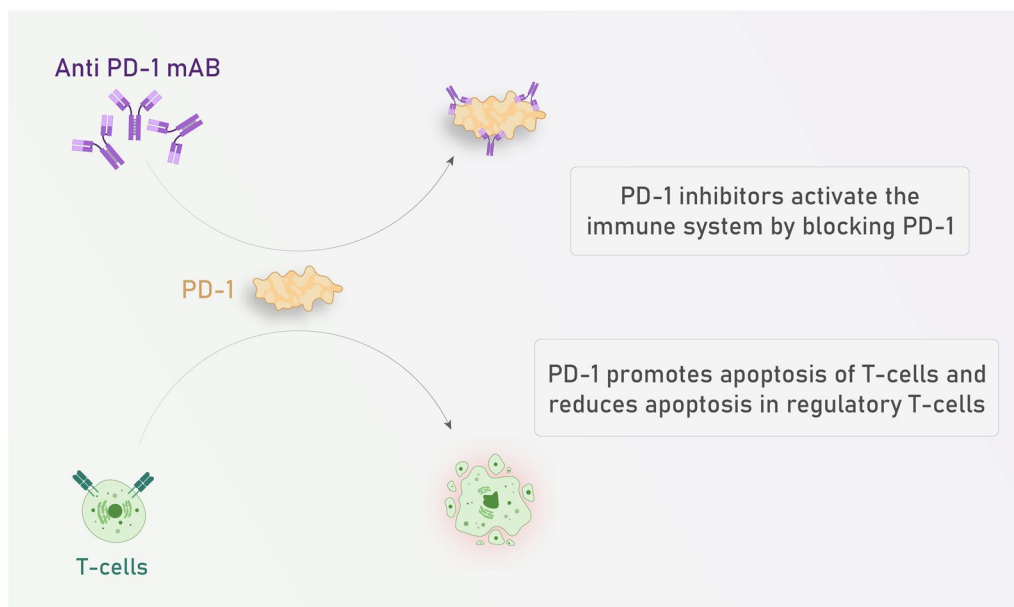 Anti PD-1 mAB
PD-1 inhibitors activate the
immune system by blocking PD-1
PD-1
PD-1 promotes apoptosis of T-cells and
reduces apoptosis in regulatory T-cells
T-cells